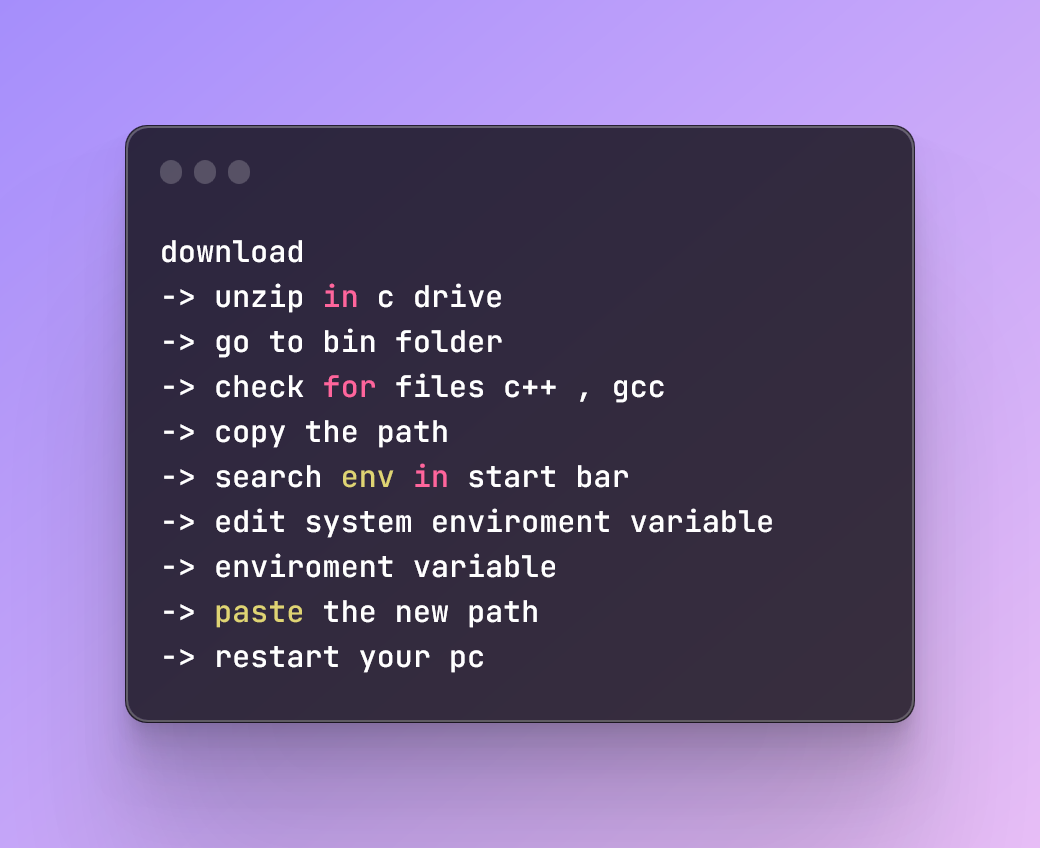 download
-> unzip in c drive
-> go to bin folder
-> check for files c++ , gcc
-> copy the path
-> search env in start bar
-> edit system enviroment variable
-> enviroment variable
-> paste the new path
-> restart your pc